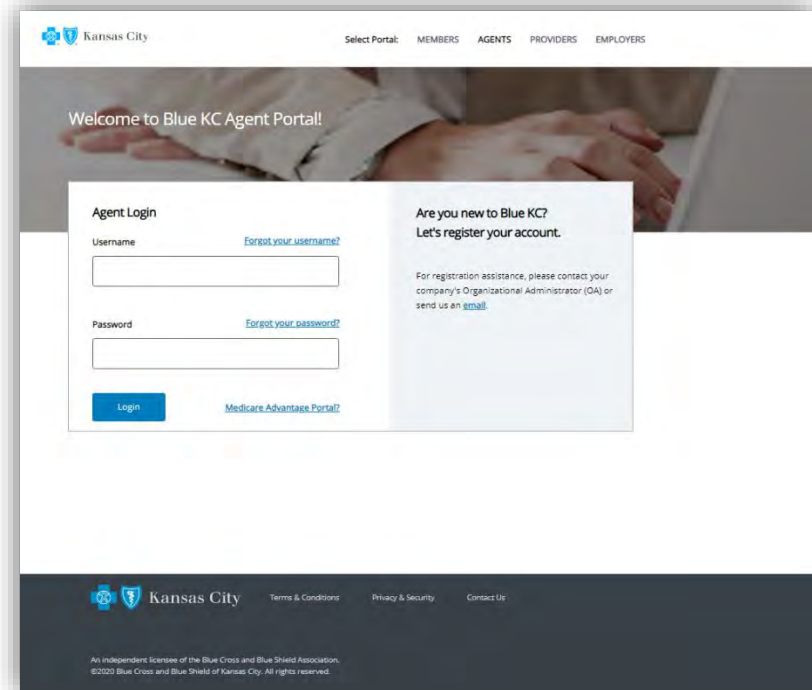 Kansas City
Select Portal: MEMBERS AGENTS PROVIDERS EMPLOYERS
Welcome to Blue KC Agent Portal!
Agent Login
Username Forgot your username?
Password Forgot your password?
Login Medicare Advantage Portal?
Are you new to Blue KC?
Let's register your account.
For registration assistance, please contact your
company's Organizational Administrator (OA) or
send us an email.
Kansas City Terms & Conditions Privacy & Security Contact Us
An independent licensee of the Blue Cross and Blue Shield Association.
©2020 Blue Cross and Blue Shield of Kansas City. All rights reserved.